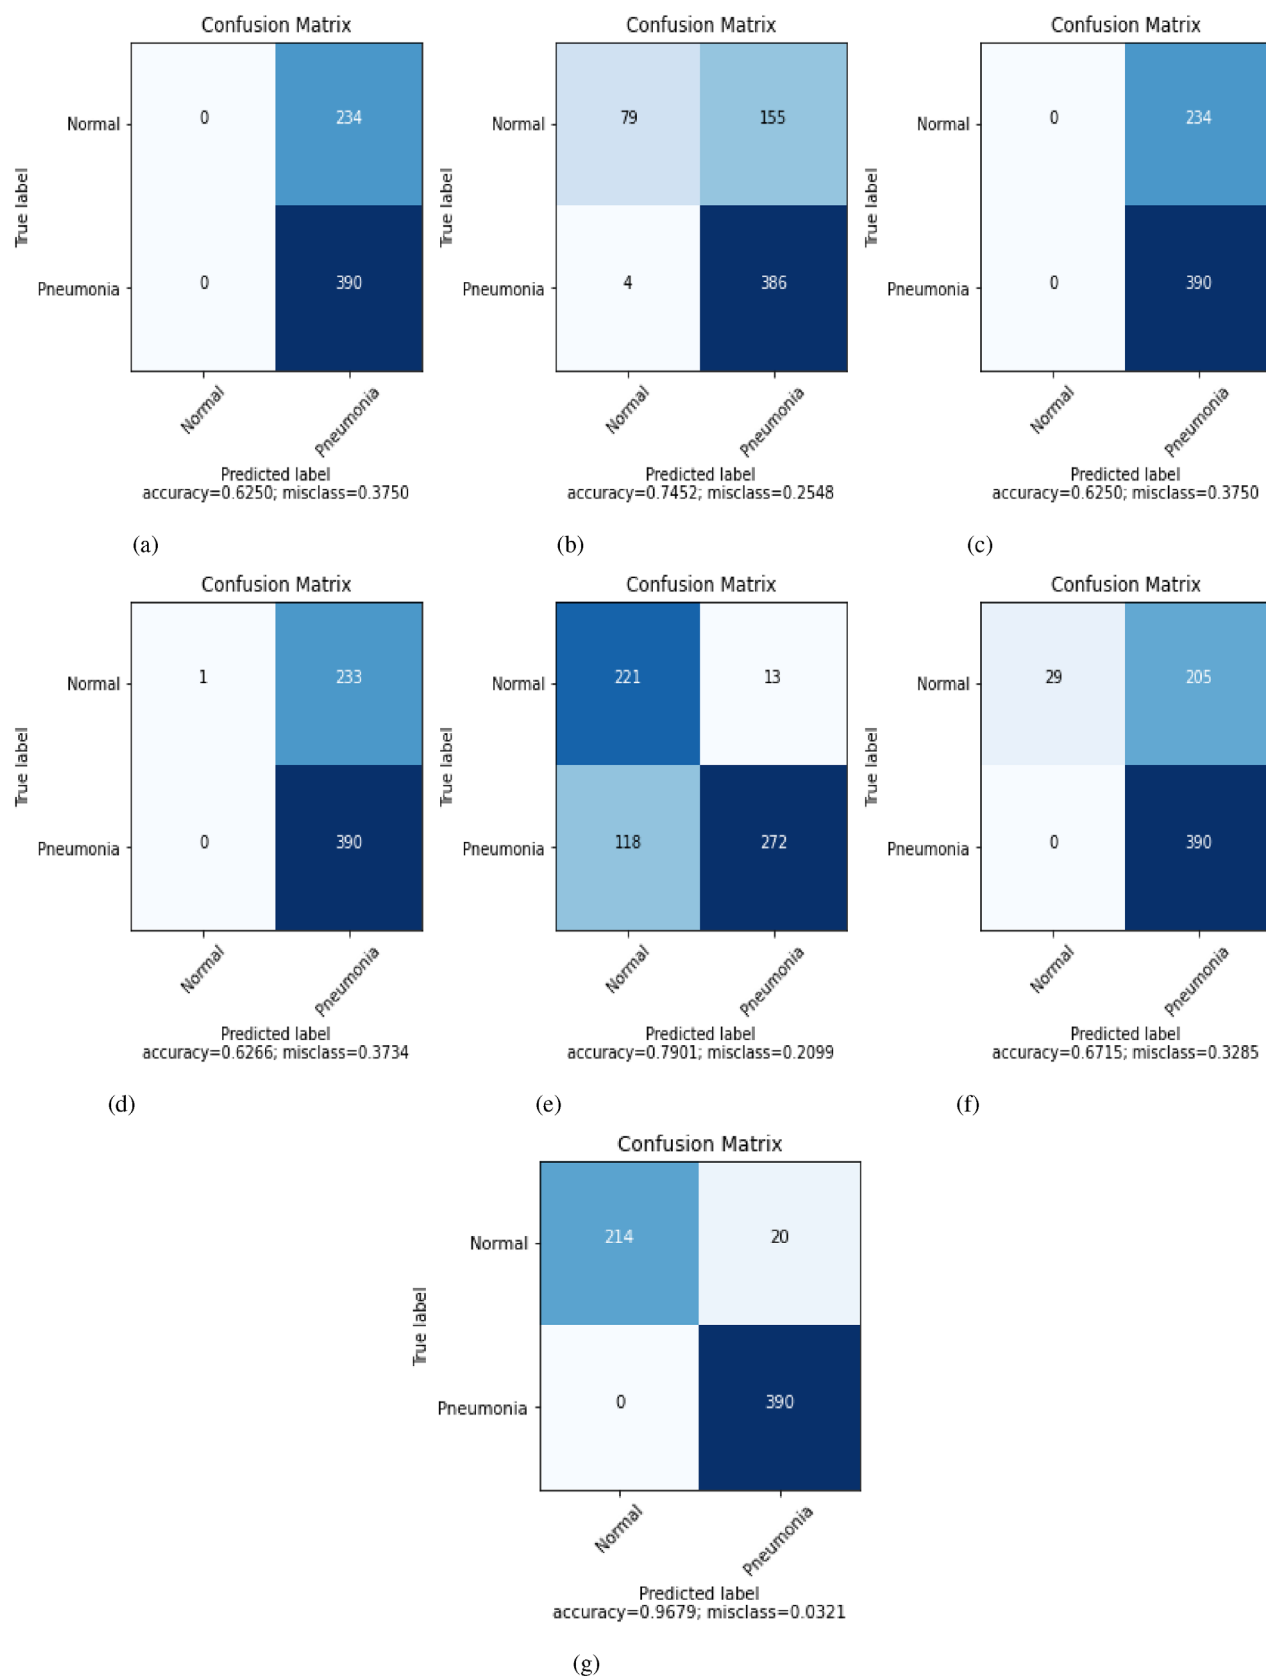 Confusion Matrix
Normal
0
234
True label
Pneumonia
0
390
Normal
Pneumonia
Predicted label
accuracy=0.6250; misclass=0.3750
(a)
Confusion Matrix
Normal
79
155
True label
Pneumonia
4
386
Normal
Pneumonia
Predicted label
accuracy=0.7452; misclass=0.2548
(b)
Confusion Matrix
Normal
0
234
True label
Pneumonia
0
390
Normal
Pneumonia
Predicted label
accuracy=0.6250; misclass=0.3750
(c)
Confusion Matrix
Normal
1
233
True label
Pneumonia
0
390
Normal
Pneumonia
Predicted label
accuracy=0.6266; misclass=0.3734
(d)
Confusion Matrix
Normal
221
13
True label
Pneumonia
118
272
Normal
Pneumonia
Predicted label
accuracy=0.7901; misclass=0.2099
(e)
Confusion Matrix
Normal
29
205
True label
Pneumonia
0
390
Normal
Pneumonia
Predicted label
accuracy=0.6715; misclass=0.3285
(f)
Confusion Matrix
Normal
214
20
True label
Pneumonia
0
390
Normal
Pneumonia
Predicted label
accuracy=0.9679; misclass=0.0321
(g)